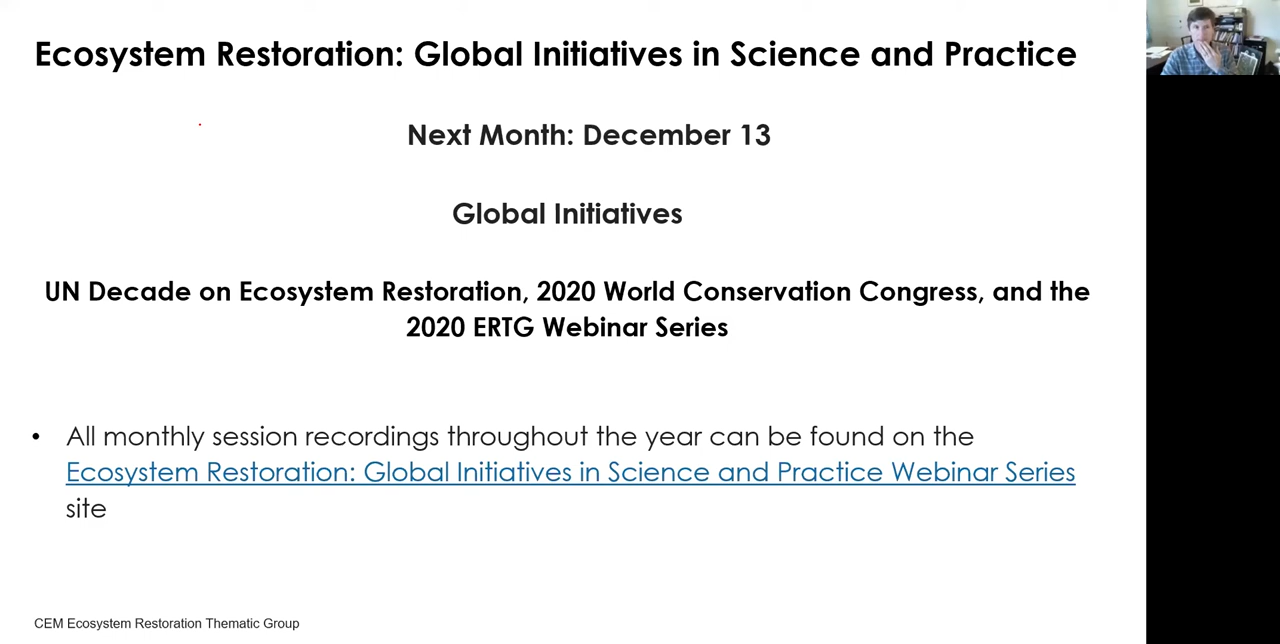 Ecosystem Restoration: Global Initiatives in Science and Practice
Next Month: December 13
Global Initiatives
UN Decade on Ecosystem Restoration, 2020 World Conservation Congress, and the
2020 ERTG Webinar Series
• All monthly session recordings throughout the year can be found on the
Ecosystem Restoration: Global Initiatives in Science and Practice Webinar Series
site
CEM Ecosystem Restoration Thematic Group